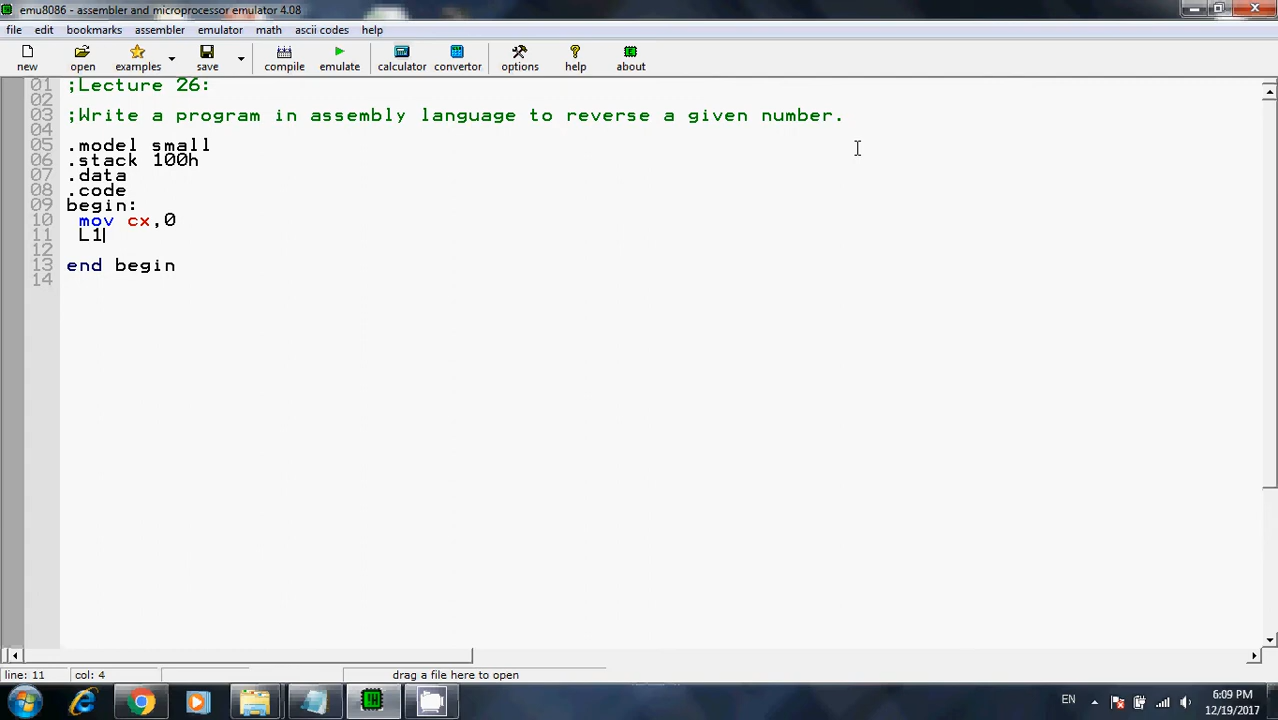 emu8086 - assembler and microprocessor emulator 4.08
file edit bookmarks assembler emulator math ascii codes help
new open examples save compile emulate calculator convertor options help about
01 ;Lecture 26:
02
03 ;Write a program in assembly language to reverse a given number.
04
05 .model small
06 .stack 100h
07 .data
08 .code
09 begin:
10 mov cx,0
11 L1
12
13 end begin
14
line: 11 col: 4 drag a file here to open
EN 6:09 PM
12/19/2017